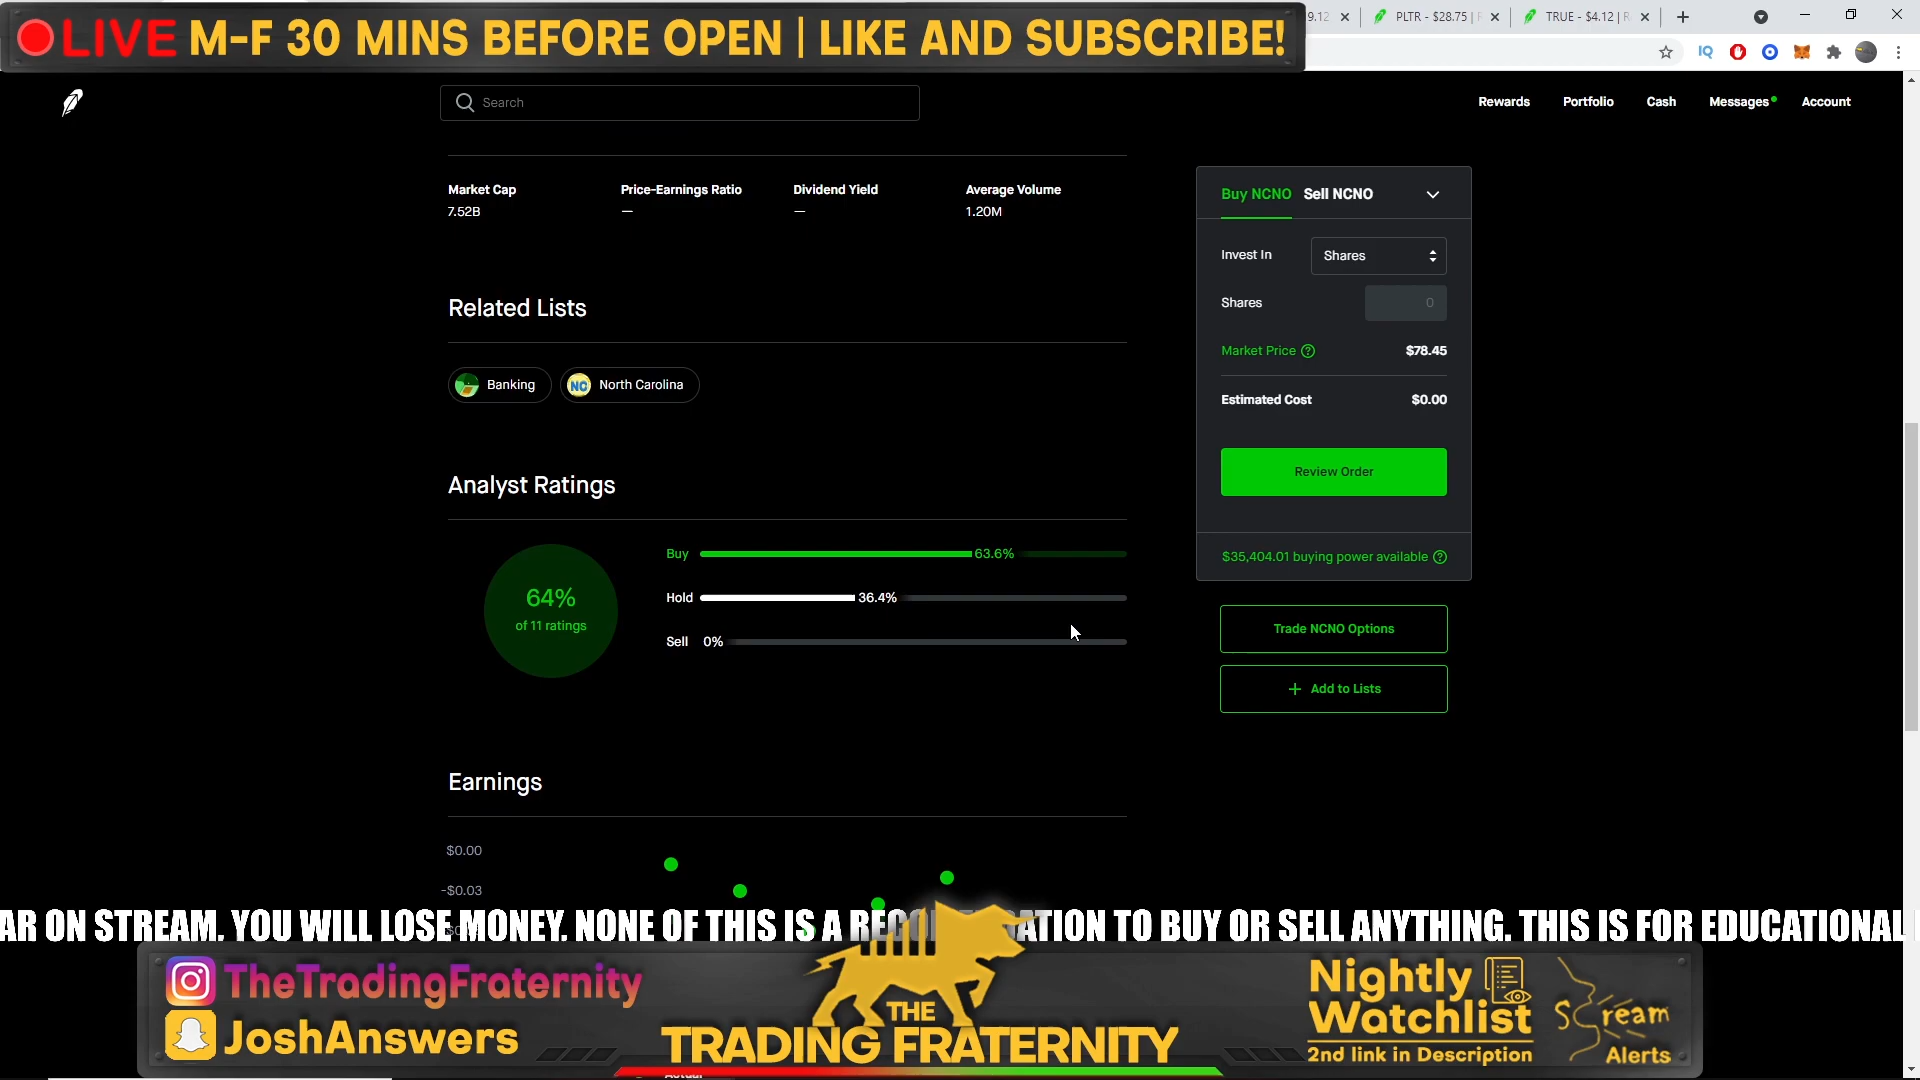 LIVE M-F 30 MINS BEFORE OPEN | LIKE AND SUBSCRIBE!
9.12
PLTR - $28.75 |
TRUE - $4.12 |
IQ
Search
Rewards
Portfolio
Cash
Messages
Account
Market Cap
7.52B
Price-Earnings Ratio
—
Dividend Yield
—
Average Volume
1.20M
Related Lists
Banking
NC
North Carolina
Analyst Ratings
64%
of 11 ratings
Buy 63.6%
Hold 36.4%
Sell 0%
Earnings
$0.00
-$0.03
Buy NCNO
Sell NCNO
Invest In
Shares
Shares
0
Market Price ?
$78.45
Estimated Cost
$0.00
Review Order
$35,404.01 buying power available ?
Trade NCNO Options
+ Add to Lists
AR ON STREAM. YOU WILL LOSE MONEY. NONE OF THIS IS A ATION TO BUY OR SELL ANYTHING. THIS IS FOR EDUCATIONAL
TheTradingFraternity
JoshAnswers
THE
TRADING FRATERNITY
Nightly
Watchlist
2nd link in Description
Scream
Alerts